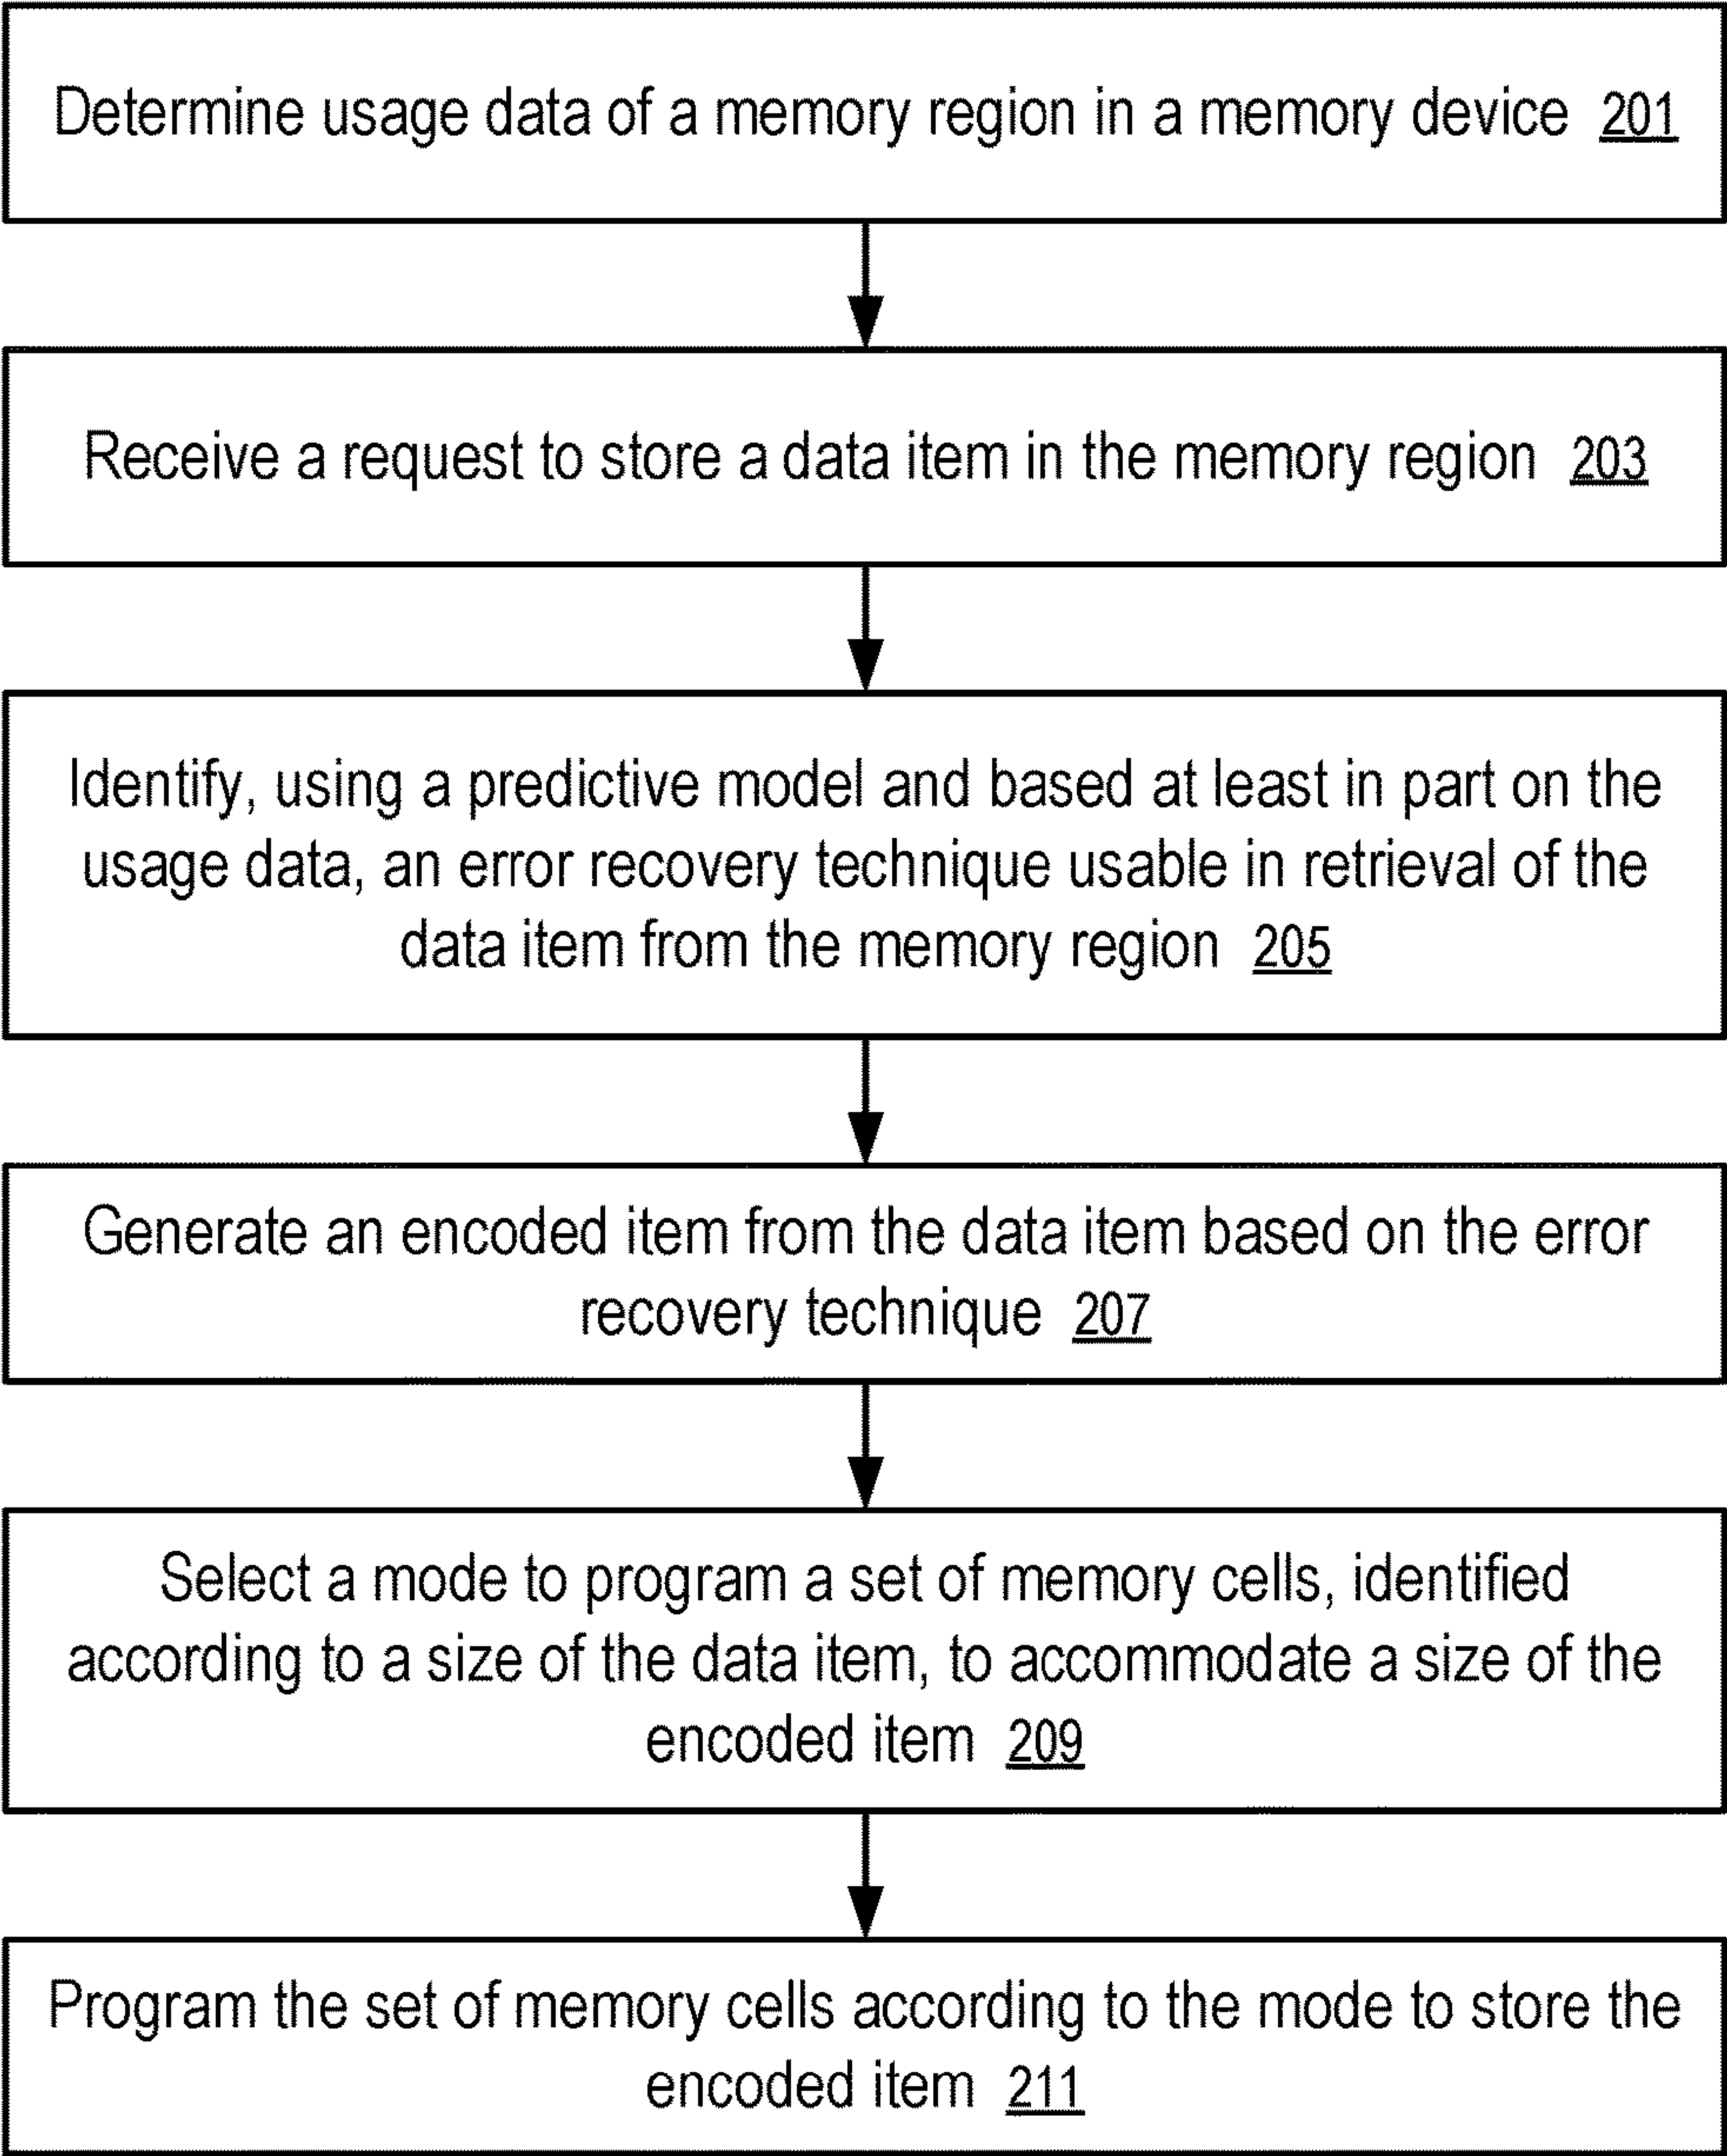 Determine usage data of a memory region in a memory device 201
Receive a request to store a data item in the memory region 203
Identify, using a predictive model and based at least in part on the
usage data, an error recovery technique usable in retrieval of the
data item from the memory region 205
Generate an encoded item from the data item based on the error
recovery technique 207
Select a mode to program a set of memory cells, identified
according to a size of the data item, to accommodate a size of the
encoded item 209
Program the set of memory cells according to the mode to store the
encoded item 211